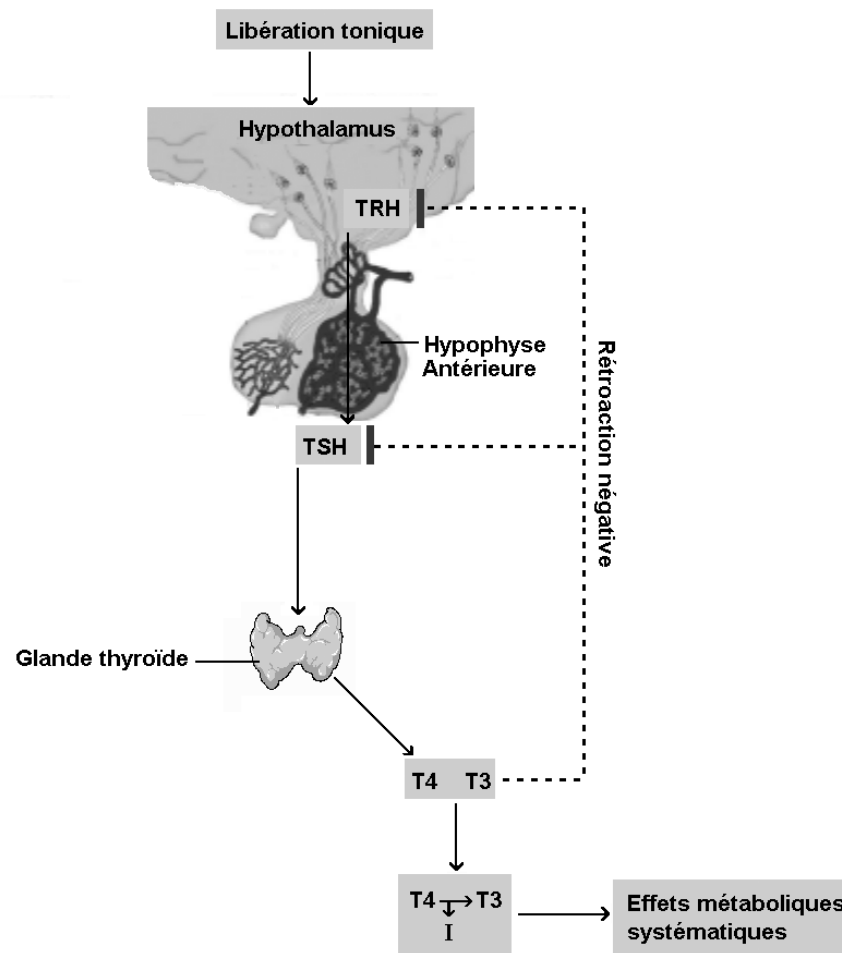 Libération tonique
Hypothalamus
TRH
Hypophyse
Antérieure
Rétroaction négative
TSH
Glande thyroïde
T4 T3
T4 → T3
I
Effets métaboliques
systématiques